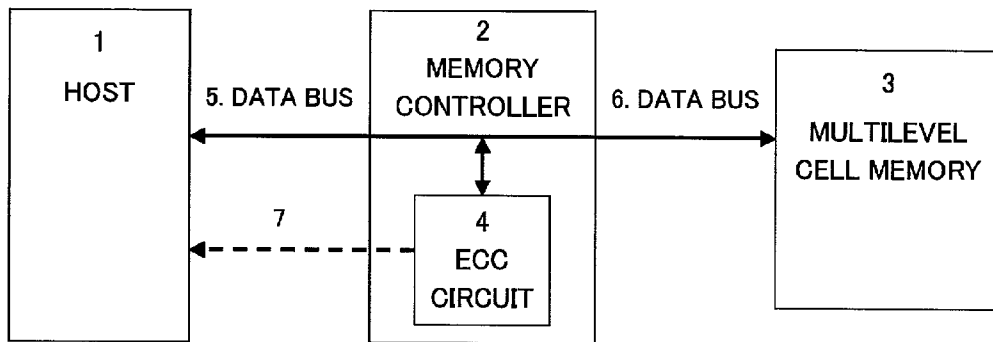 1
HOST
5. DATA BUS
2
MEMORY
CONTROLLER
6. DATA BUS
3
MULTILEVEL
CELL MEMORY
7
4
ECC
CIRCUIT